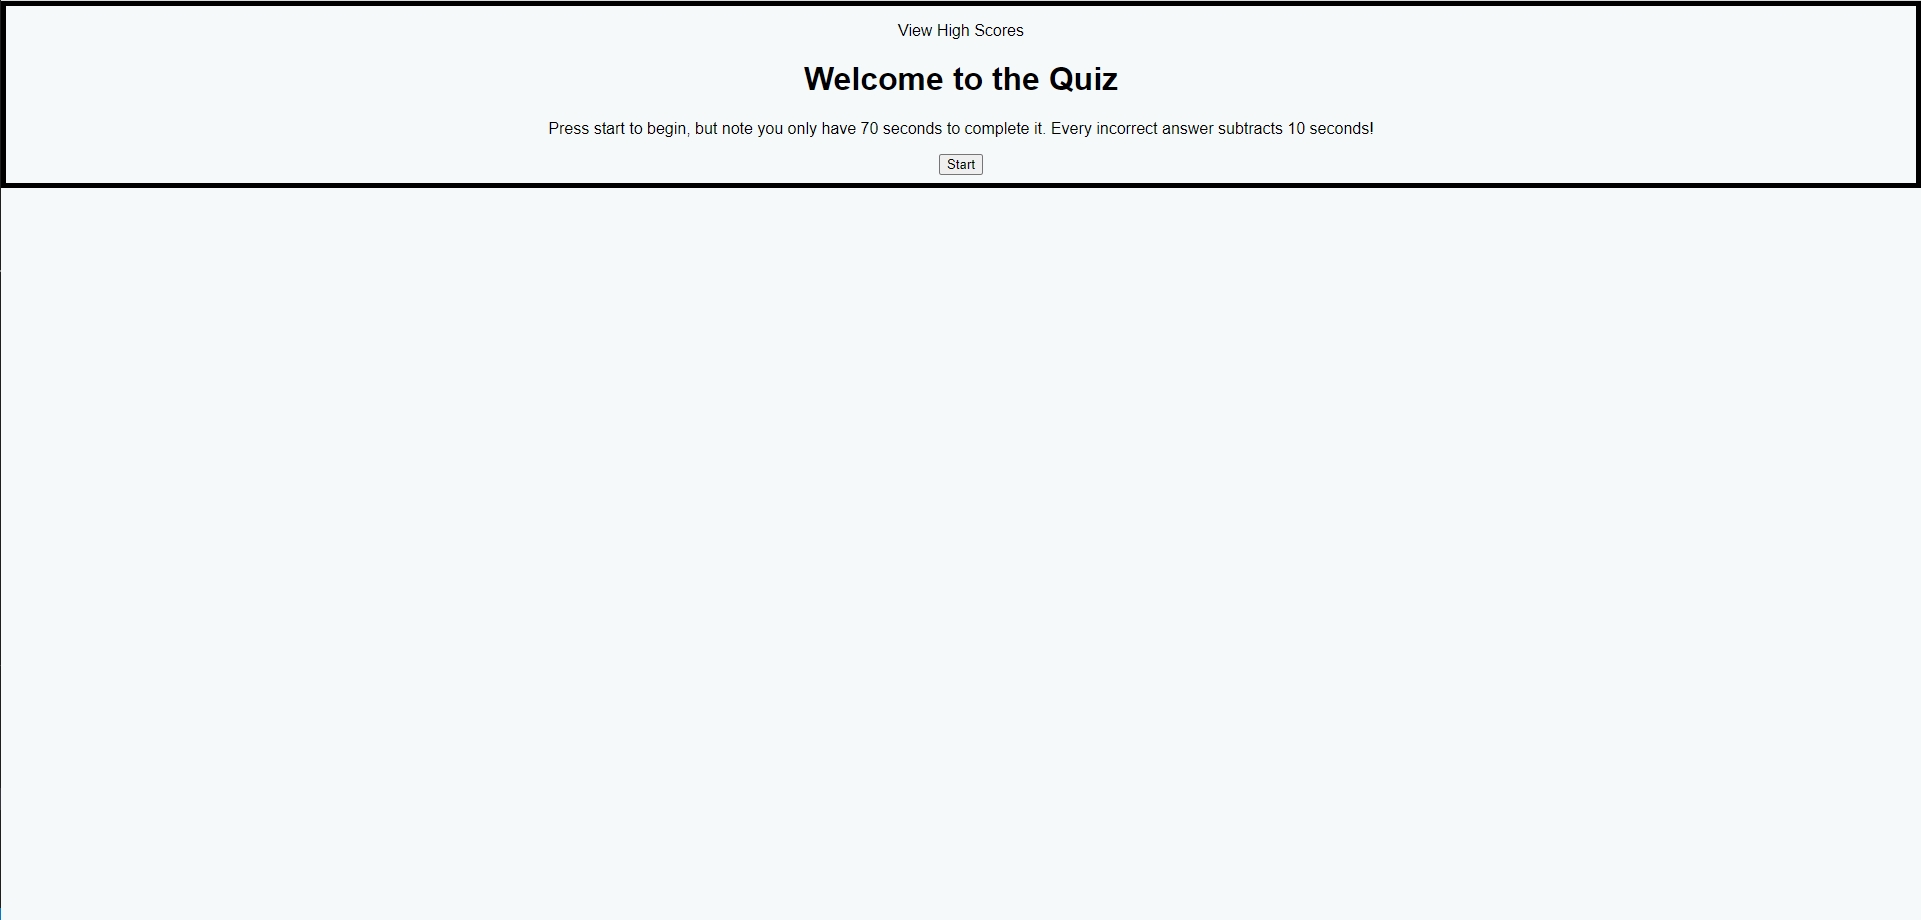 View High Scores
Welcome to the Quiz
Press start to begin, but note you only have 70 seconds to complete it. Every incorrect answer subtracts 10 seconds!
Start